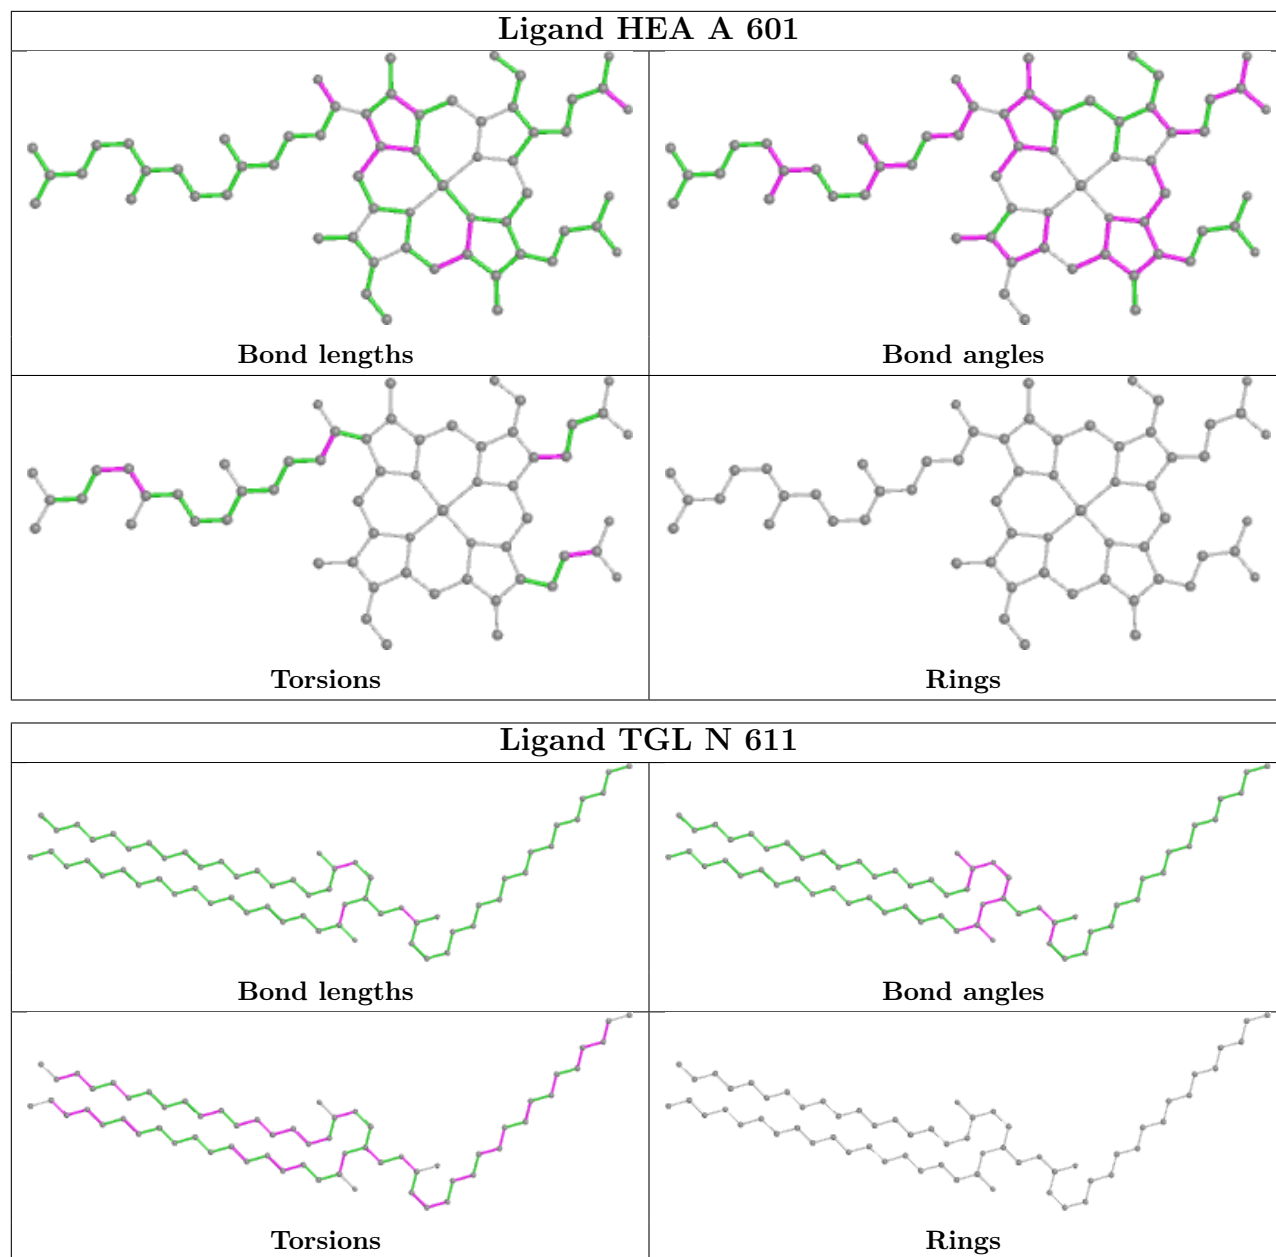 Ligand HEA A 601
Bond lengths
Bond angles
Torsions
Rings
Ligand TGL N 611
Bond lengths
Bond angles
Torsions
Rings